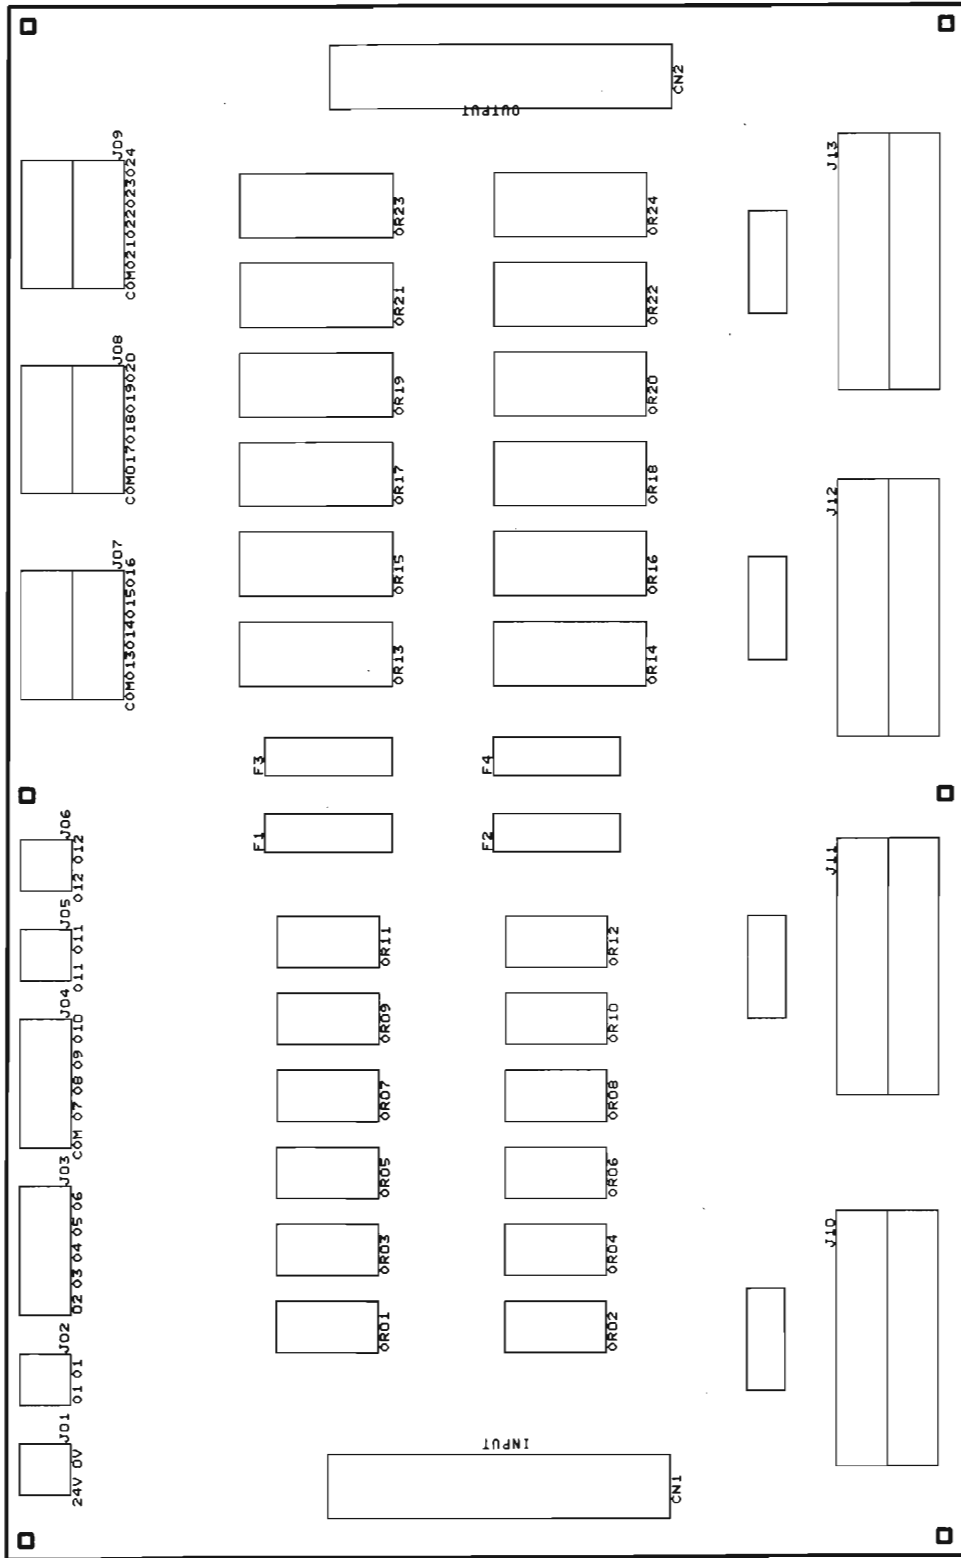 CN2
OUTPUT
J09
COM021022023024
J08
COM017018019020
J07
COM013014015016
J13
J12
OR23
OR24
OR21
OR22
OR19
OR20
OR17
OR18
OR15
OR16
OR13
OR14
F3
F4
F1
F2
J06
012 012
J05
011 011
J04
COM 07 08 09 010
J03
02 03 04 05 06
J02
01 01
J01
24V 0V
J11
J10
OR11
OR12
OR09
OR10
OR07
OR08
OR05
OR06
OR03
OR04
OR01
OR02
INPUT
CN1